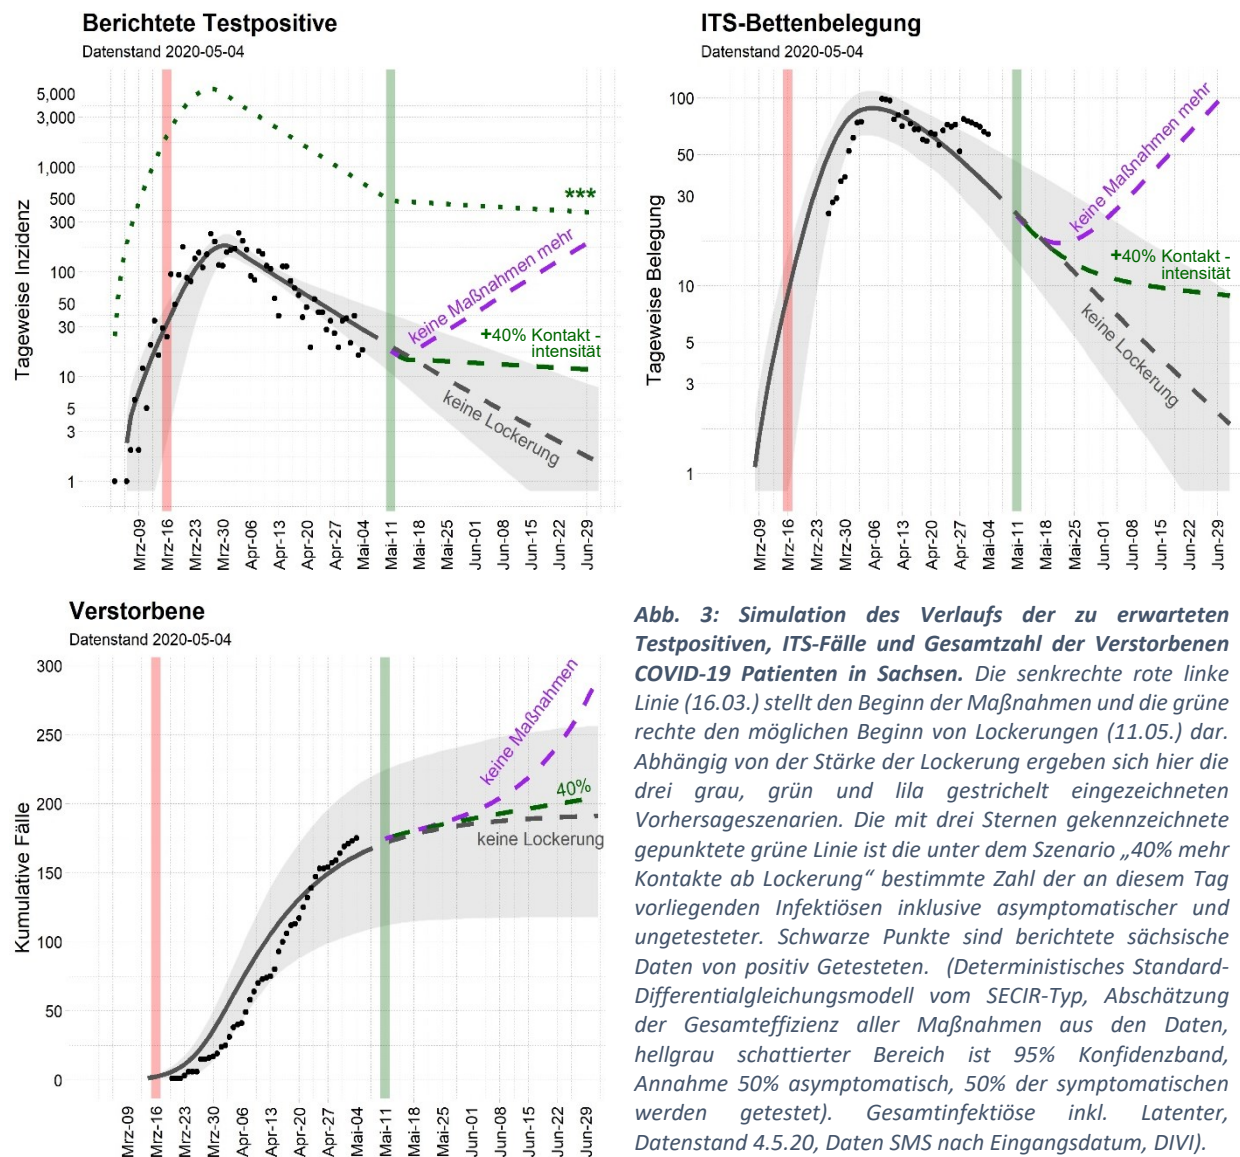 Berichtete Testpositive
Datenstand 2020-05-04
Tageweise Inzidenz
5,000
3,000
1,000
500
300
100
50
30
10
5
3
1
***
keine Maßnahmen mehr
+40% Kontakt -
intensität
keine Lockerung
Mrz-09
Mrz-16
Mrz-23
Mrz-30
Apr-06
Apr-13
Apr-20
Apr-27
Mai-04
Mai-11
Mai-18
Mai-25
Jun-01
Jun-08
Jun-15
Jun-22
Jun-29
ITS-Bettenbelegung
Datenstand 2020-05-04
Tageweise Belegung
100
50
30
10
5
3
1
keine Maßnahmen mehr
+40% Kontakt -
intensität
keine Lockerung
Mrz-09
Mrz-16
Mrz-23
Mrz-30
Apr-06
Apr-13
Apr-20
Apr-27
Mai-04
Mai-11
Mai-18
Mai-25
Jun-01
Jun-08
Jun-15
Jun-22
Jun-29
Verstorbene
Datenstand 2020-05-04
Kumulative Fälle
300
250
200
150
100
50
0
keine Maßnahmen
40%
keine Lockerung
Mrz-09
Mrz-16
Mrz-23
Mrz-30
Apr-06
Apr-13
Apr-20
Apr-27
Mai-04
Mai-11
Mai-18
Mai-25
Jun-01
Jun-08
Jun-15
Jun-22
Jun-29
Abb. 3: Simulation des Verlaufs der zu erwarteten
Testpositiven, ITS-Fälle und Gesamtzahl der Verstorbenen
COVID-19 Patienten in Sachsen. Die senkrechte rote linke
Linie (16.03.) stellt den Beginn der Maßnahmen und die grüne
rechte den möglichen Beginn von Lockerungen (11.05.) dar.
Abhängig von der Stärke der Lockerung ergeben sich hier die
drei grau, grün und lila gestrichelt eingezeichneten
Vorhersageszenarien. Die mit drei Sternen gekennzeichnete
gepunktete grüne Linie ist die unter dem Szenario „40% mehr
Kontakte ab Lockerung“ bestimmte Zahl der an diesem Tag
vorliegenden Infektiösen inklusive asymptomatischer und
ungetesteter. Schwarze Punkte sind berichtete sächsische
Daten von positiv Getesteten. (Deterministisches Standard-
Differentialgleichungsmodell vom SECIR-Typ, Abschätzung
der Gesamteffizienz aller Maßnahmen aus den Daten,
hellgrau schattierter Bereich ist 95% Konfidenzband,
Annahme 50% asymptomatisch, 50% der symptomatischen
werden getestet). Gesamtinfektiöse inkl. Latenter,
Datenstand 4.5.20, Daten SMS nach Eingangsdatum, DIVI).